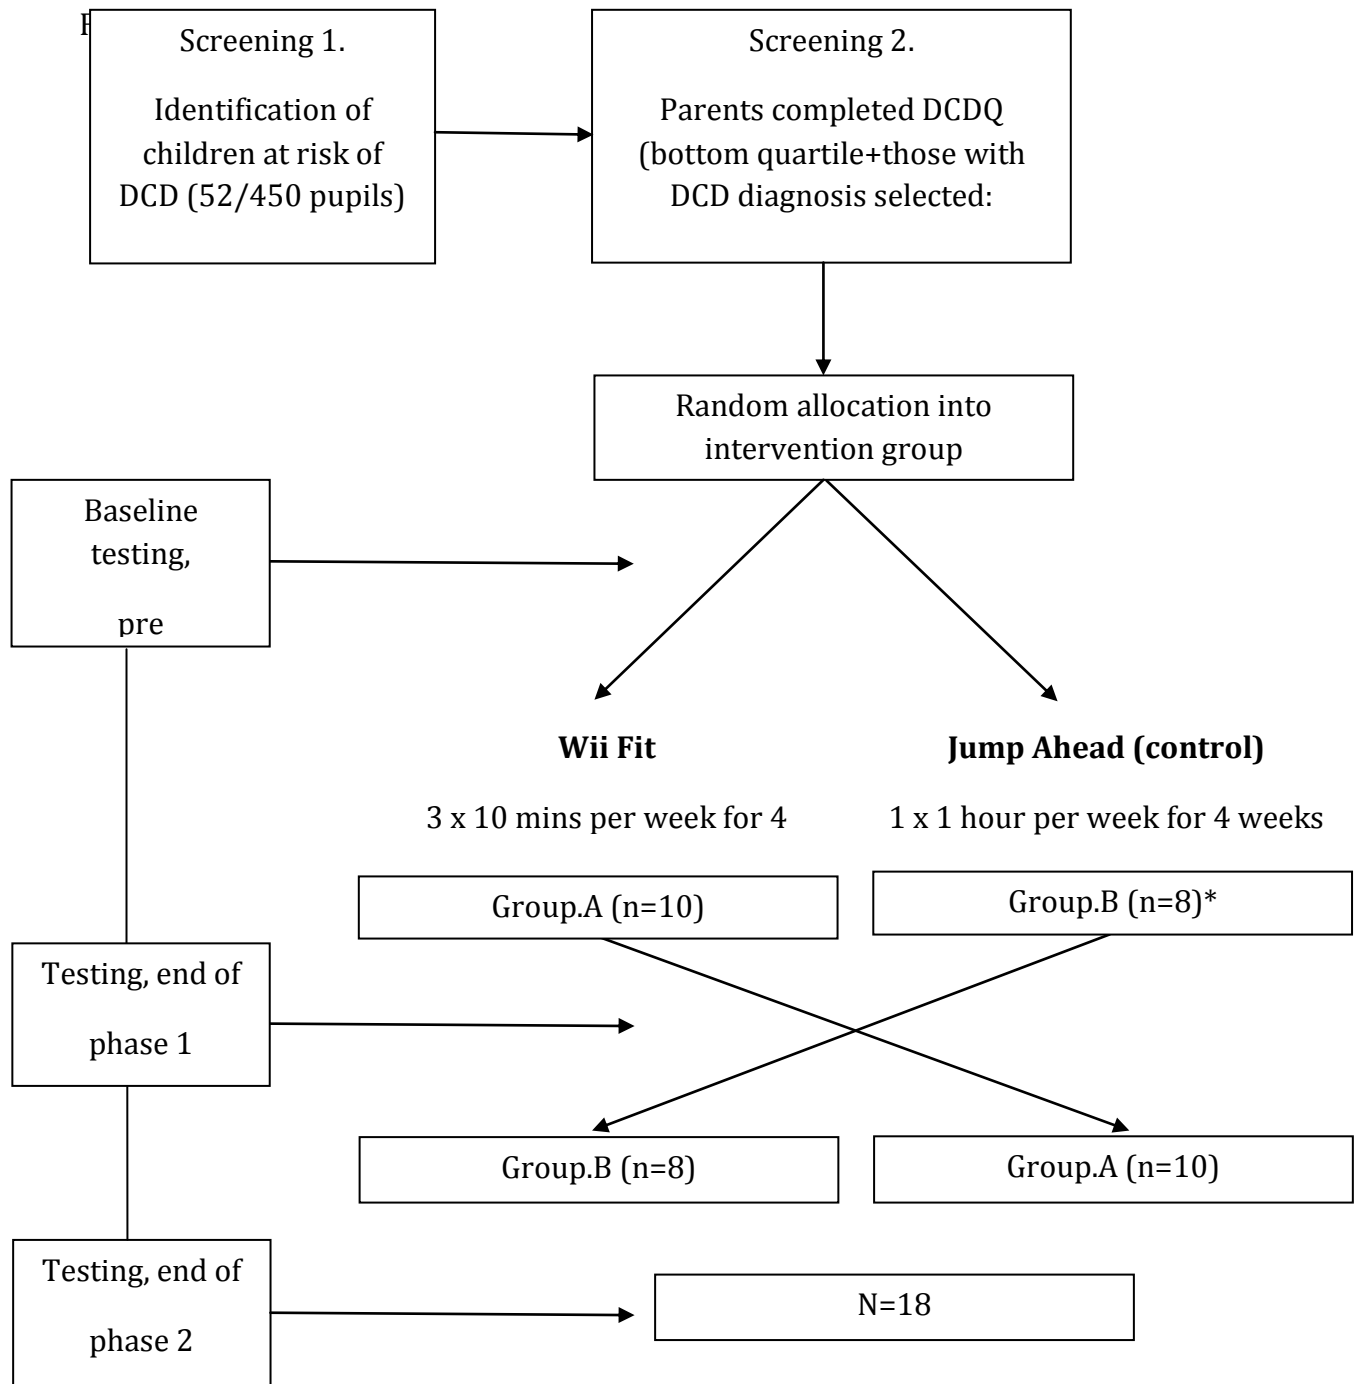 F
Screening 1.
Identification of
children at risk of
DCD (52/450 pupils)
Screening 2.
Parents completed DCDQ
(bottom quartile+those with
DCD diagnosis selected:
Random allocation into
intervention group
Baseline
testing,
pre
Wii Fit
3 x 10 mins per week for 4
Jump Ahead (control)
1 x 1 hour per week for 4 weeks
Group.A (n=10)
Group.B (n=8)*
Testing, end of
phase 1
Group.B (n=8)
Group.A (n=10)
Testing, end of
phase 2
N=18